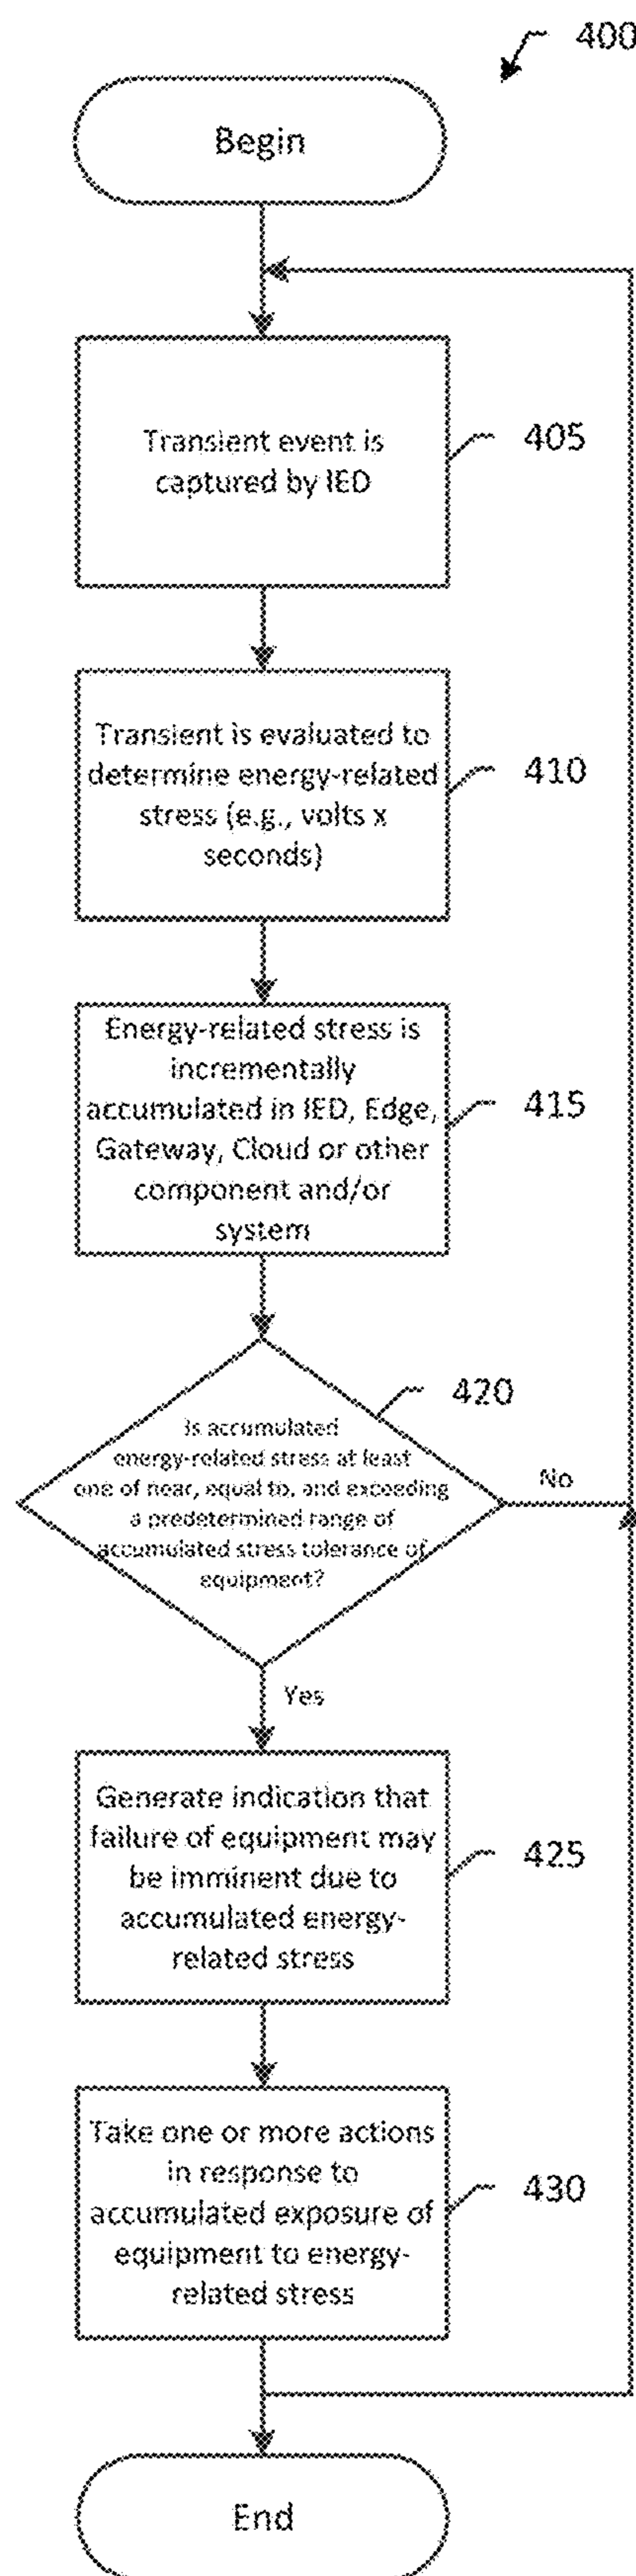 400
Begin
Transient event is
captured by IED
405
Transient is evaluated to
determine energy-related
stress (e.g., volts x
seconds)
410
Energy-related stress is
incrementally
accumulated in IED, Edge,
Gateway, Cloud or other
component and/or
system
415
420
Is accumulated
energy-related stress at least
one of near, equal to, and exceeding
a predetermined range of
accumulated stress tolerance of
equipment?
No
Yes
Generate indication that
failure of equipment may
be imminent due to
accumulated energy-
related stress
425
Take one or more actions
in response to
accumulated exposure of
equipment to energy-
related stress
430
End